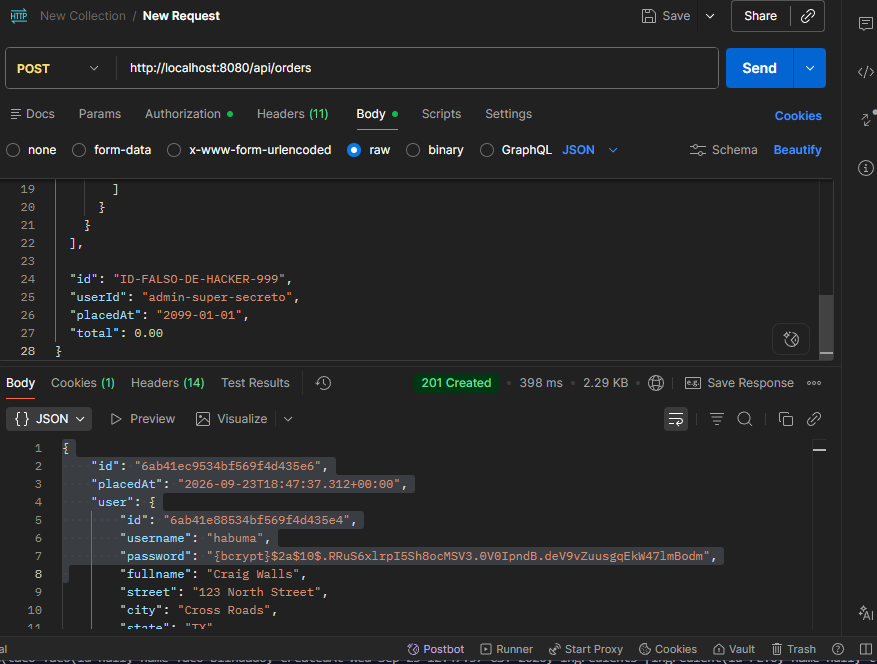 HTTP New Collection / New Request Save Share
POST http://localhost:8080/api/orders Send
Docs Params Authorization Headers (11) Body Scripts Settings Cookies
none form-data x-www-form-urlencoded raw binary GraphQL JSON Schema Beautify
19 ]
20 }
21 }
22 ],
23
24 "id": "ID-FALSO-DE-HACKER-999",
25 "userId": "admin-super-secreto",
26 "placedAt": "2099-01-01",
27 "total": 0.00
28 }
Body Cookies (1) Headers (14) Test Results 201 Created 398 ms 2.29 KB e.g. Save Response
{} JSON Preview Visualize
1 {
2 "id": "6ab41ec9534bf569f4d435e6",
3 "placedAt": "2026-09-23T18:47:37.312+00:00",
4 "user": {
5 "id": "6ab41e88534bf569f4d435e4",
6 "username": "habuma",
7 "password": "{bcrypt}$2a$10$.RRuS6xlrpI5Sh8ocMSV3.0V0IpndB.deV9vZuusgqEkW47lmBodm",
8 "fullname": "Craig Walls",
9 "street": "123 North Street",
10 "city": "Cross Roads",
11 "state": "TX"
al Postbot Runner Start Proxy Cookies Vault Trash
AI